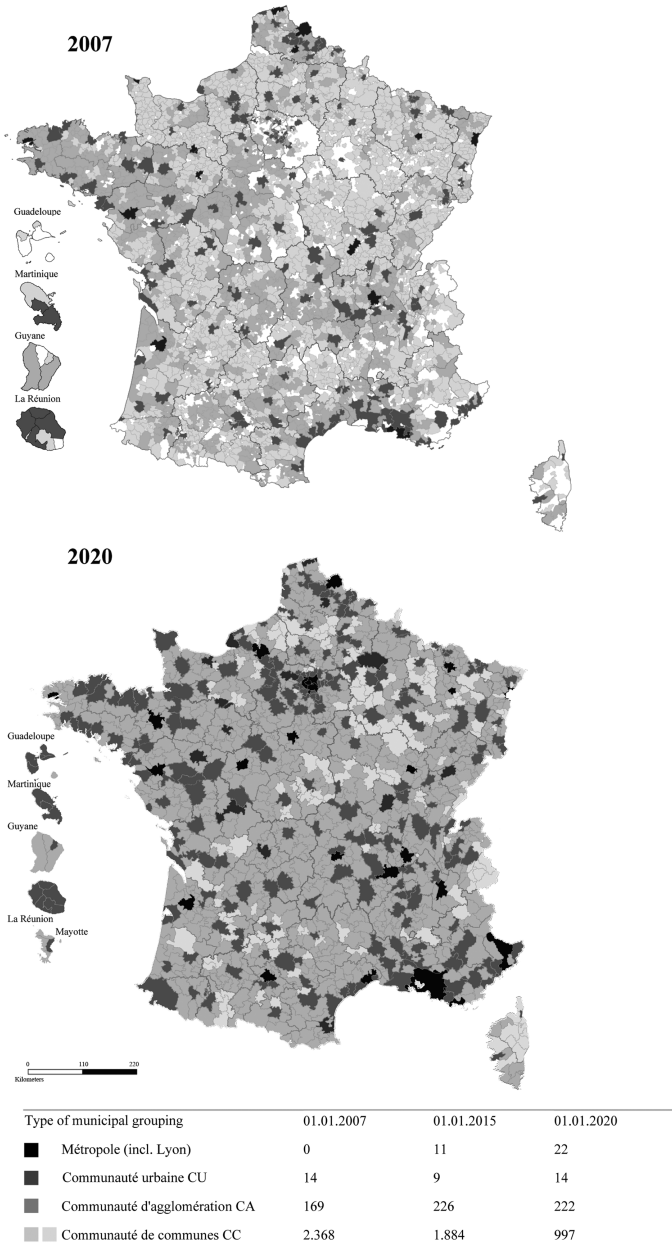 2007
Guadeloupe
Martinique
Guyane
La Réunion
2020
Guadeloupe
Martinique
Guyane
La Réunion
Mayotte
0 110 220
Kilometers
Type of municipal grouping 01.01.2007 01.01.2015 01.01.2020
Métropole (incl. Lyon) 0 11 22
Communauté urbaine CU 14 9 14
Communauté d'agglomération CA 169 226 222
Communauté de communes CC 2.368 1.884 997